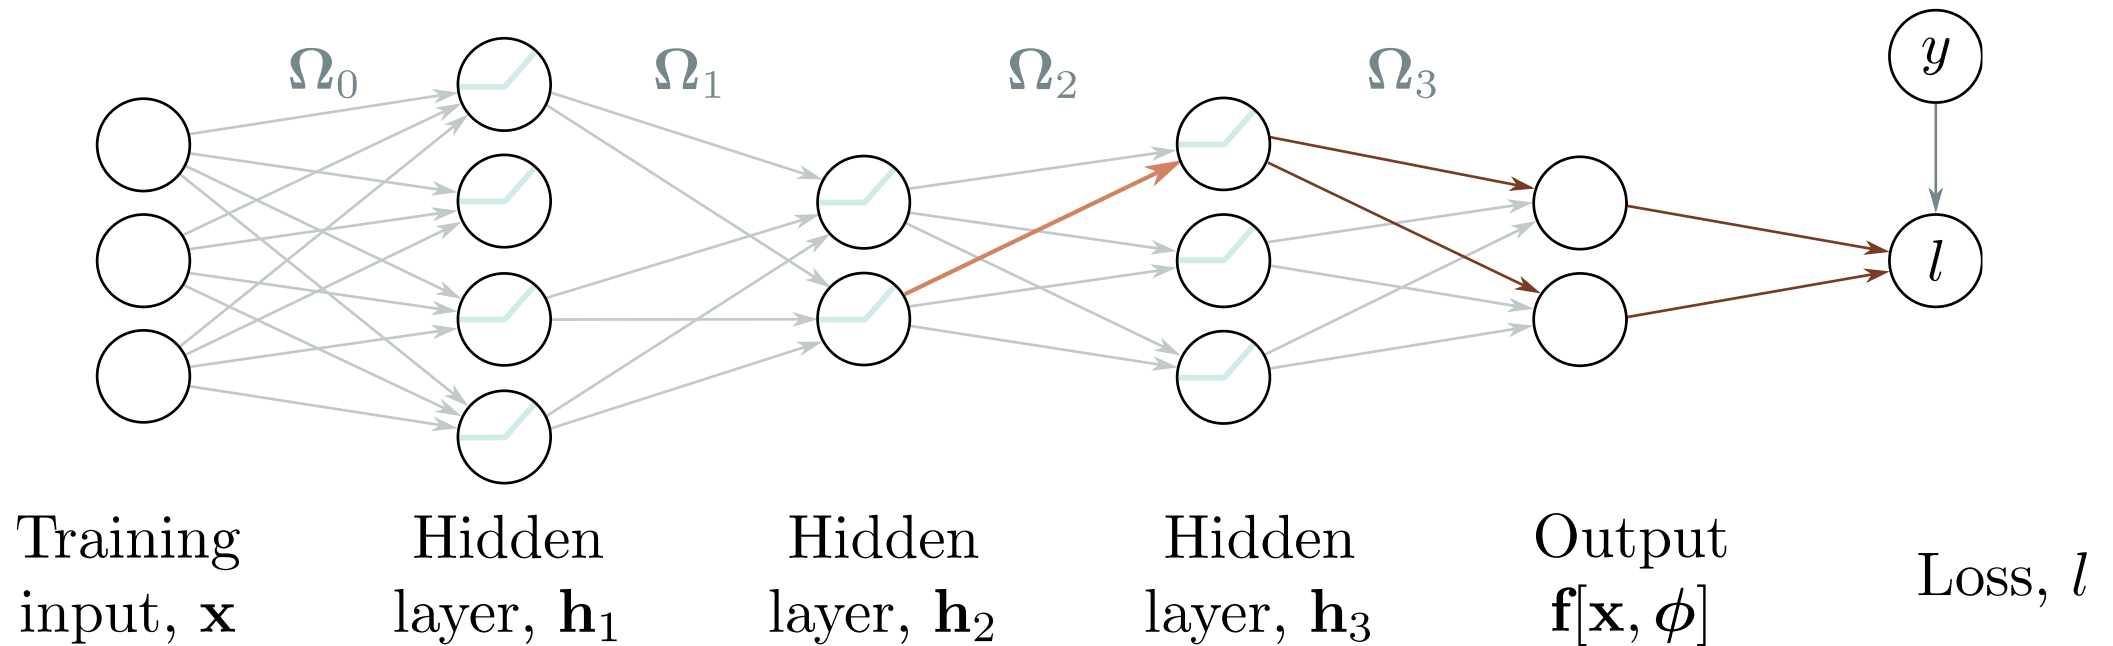 Ω₀
Ω₁
Ω₂
Ω₃
y
l
Training
input, x
Hidden
layer, h₁
Hidden
layer, h₂
Hidden
layer, h₃
Output
f[x, ϕ]
Loss, l